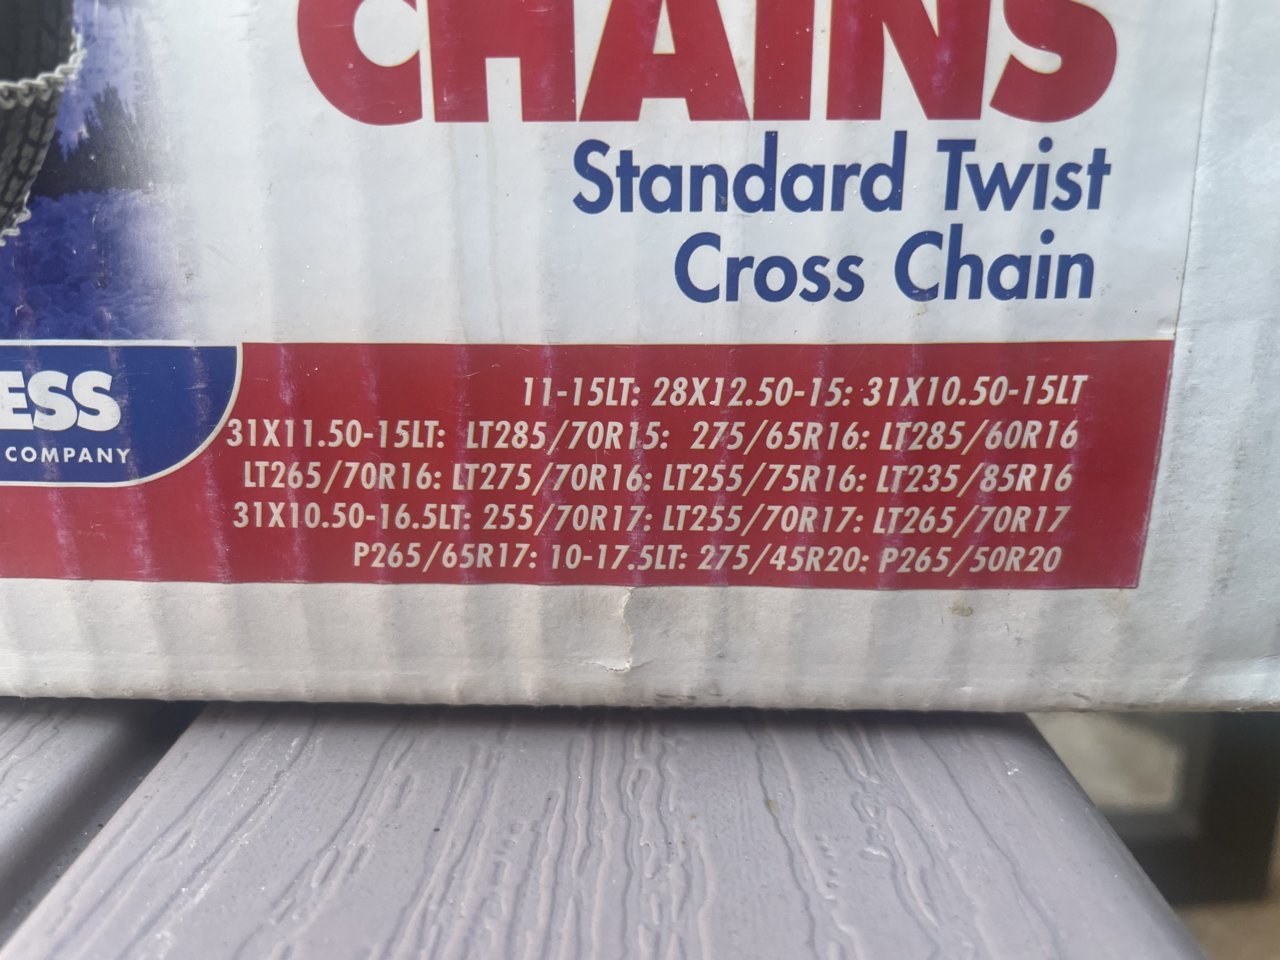 CHAINS
Standard Twist
Cross Chain
ESS
COMPANY
11-15LT: 28X12.50-15: 31X10.50-15LT
31X11.50-15LT: LT285/70R15: 275/65R16: LT285/60R16
LT265/70R16: LT275/70R16: LT255/75R16: LT235/85R16
31X10.50-16.5LT: 255/70R17: LT255/70R17: LT265/70R17
P265/65R17: 10-17.5LT: 275/45R20: P265/50R20